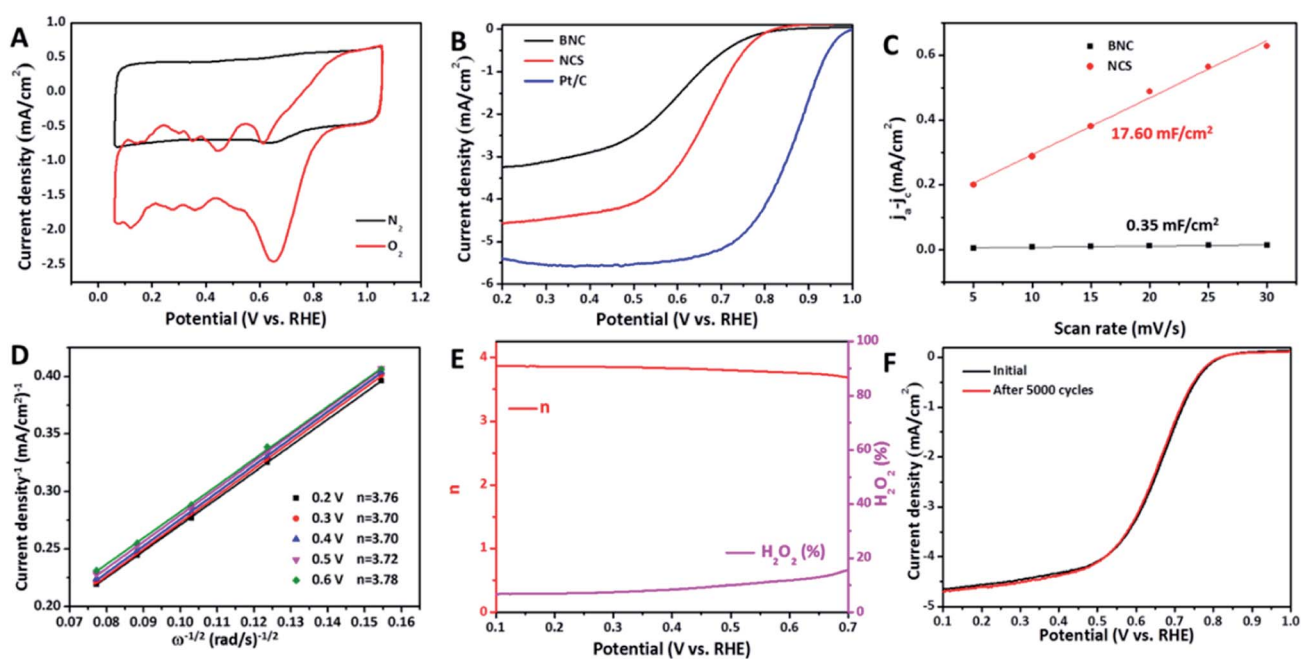 A
Current density (mA/cm²)
1.0
0.5
0.0
-0.5
-1.0
-1.5
-2.0
-2.5
N₂
O₂
0.0 0.2 0.4 0.6 0.8 1.0 1.2
Potential (V vs. RHE)
B
Current density (mA/cm²)
0
-1
-2
-3
-4
-5
-6
BNC
NCS
Pt/C
0.2 0.3 0.4 0.5 0.6 0.7 0.8 0.9 1.0
Potential (V vs. RHE)
C
jₐ-j꜀ (mA/cm²)
0.6
0.4
0.2
0.0
BNC
NCS
17.60 mF/cm²
0.35 mF/cm²
5 10 15 20 25 30
Scan rate (mV/s)
D
Current density⁻¹ (mA/cm²)⁻¹
0.40
0.35
0.30
0.25
0.20
0.2 V n=3.76
0.3 V n=3.70
0.4 V n=3.70
0.5 V n=3.72
0.6 V n=3.78
0.07 0.08 0.09 0.10 0.11 0.12 0.13 0.14 0.15 0.16
ω⁻¹/² (rad/s)⁻¹/²
E
n
4
3
2
1
0
n
H₂O₂ (%)
100
80
60
40
20
0
H₂O₂ (%)
0.1 0.2 0.3 0.4 0.5 0.6 0.7
Potential (V vs. RHE)
F
Current density (mA/cm²)
0
-1
-2
-3
-4
-5
Initial
After 5000 cycles
0.1 0.2 0.3 0.4 0.5 0.6 0.7 0.8 0.9 1.0
Potential (V vs. RHE)